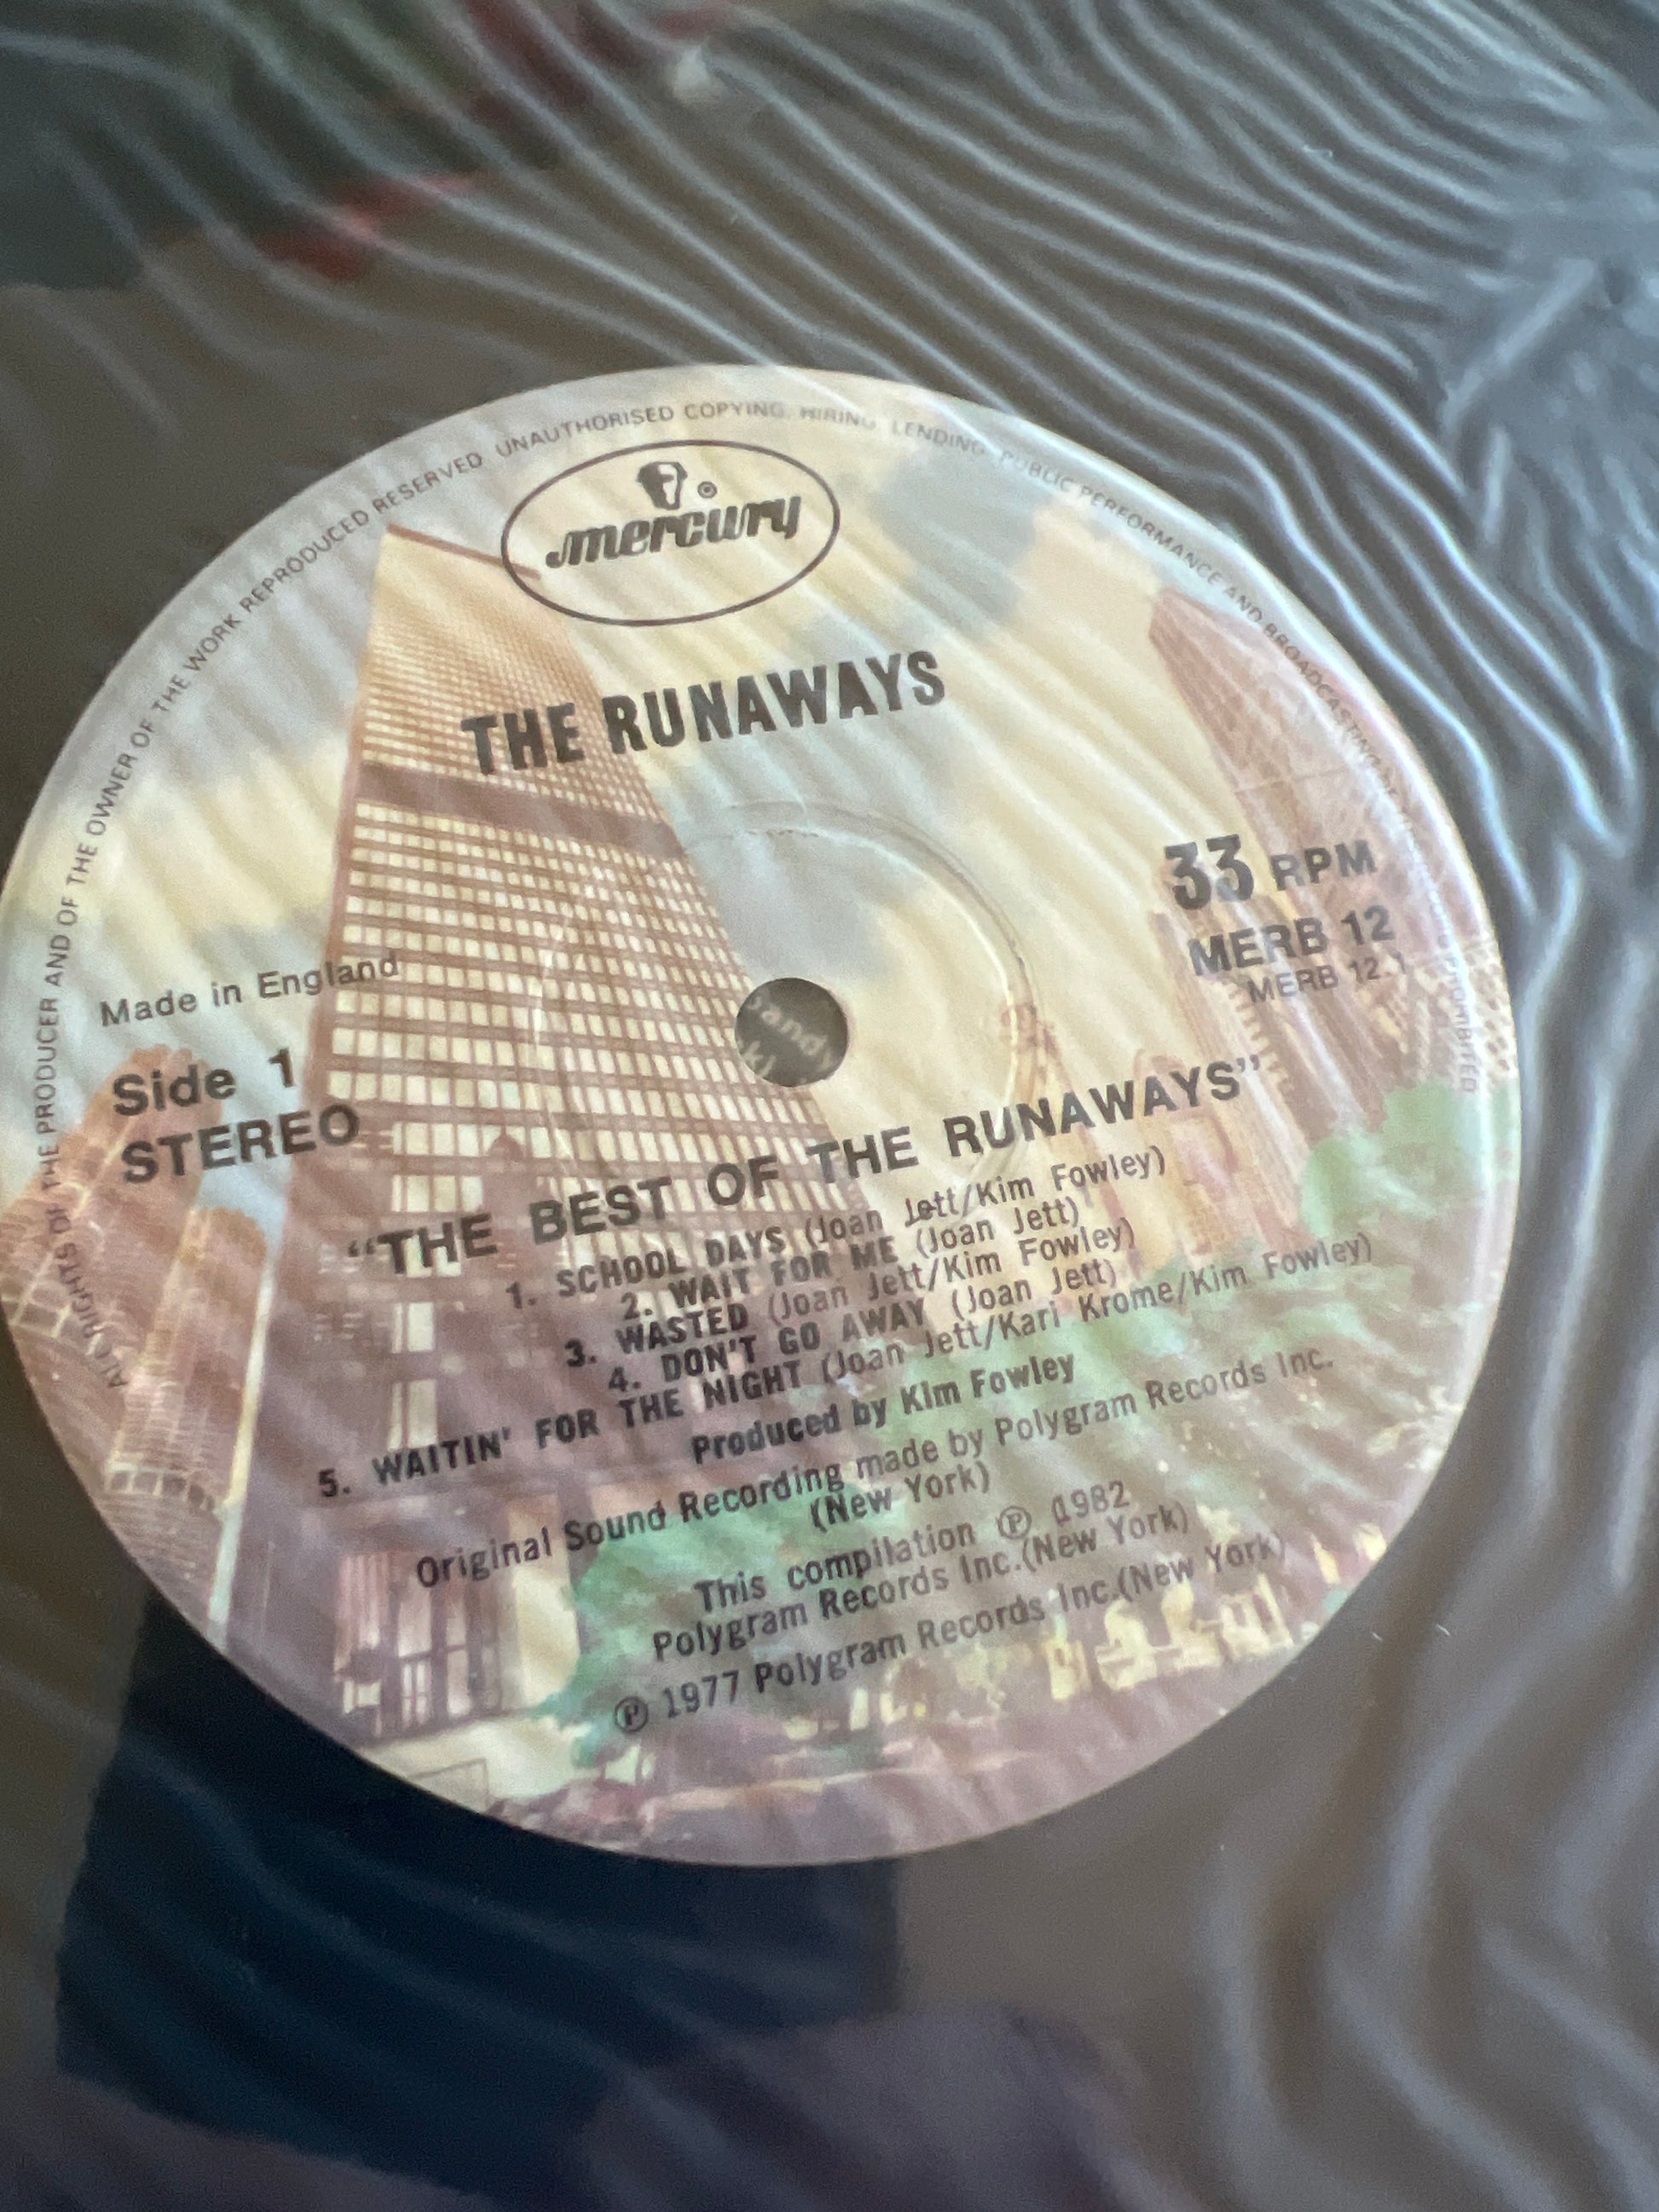 ALL RIGHTS OF THE PRODUCER AND OF THE OWNER OF THE WORK REPRODUCED RESERVED UNAUTHORISED COPYING, HIRING, LENDING, PUBLIC PERFORMANCE AND BROADCASTING OF PROHIBITED
mercury
THE RUNAWAYS
33 RPM
MERB 12
MERB 12.1
Made in England
Side 1
STEREO
"THE BEST OF THE RUNAWAYS"
1. SCHOOL DAYS (Joan Jett/Kim Fowley)
2. WAIT FOR ME (Joan Jett)
3. WASTED (Joan Jett/Kim Fowley)
4. DON'T GO AWAY (Joan Jett)
5. WAITIN' FOR THE NIGHT (Joan Jett/Kari Krome/Kim Fowley)
Produced by Kim Fowley
Original Sound Recording made by Polygram Records Inc.
(New York)
This compilation ℗ 1982
Polygram Records Inc.(New York)
℗ 1977 Polygram Records Inc.(New York)